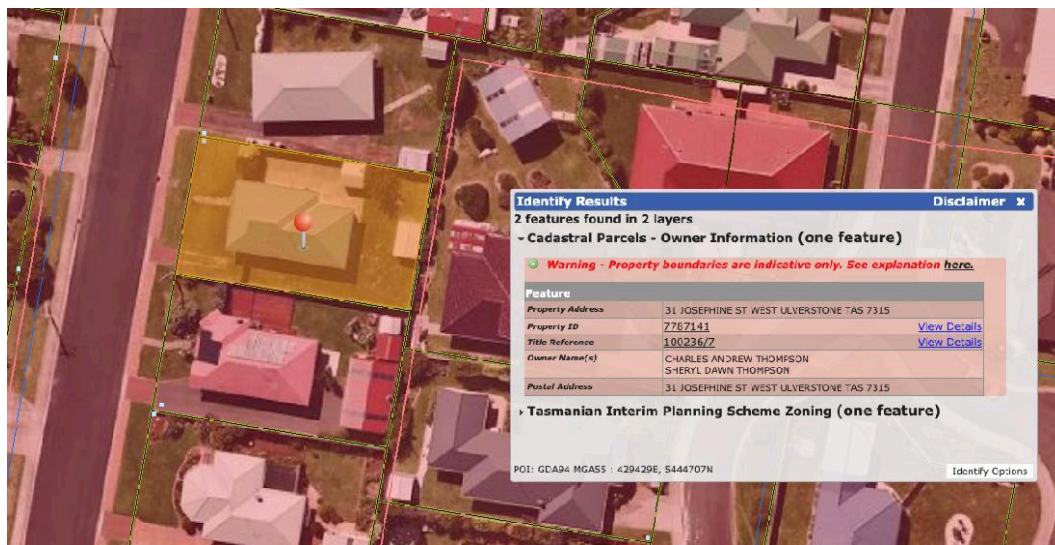 Identify Results Disclaimer x
2 features found in 2 layers
Cadastral Parcels - Owner Information (one feature)
Warning - Property boundaries are indicative only. See explanation here.
Feature
Property Address 31 JOSEPHINE ST WEST ULVERSTONE TAS 7315
Property ID 7787141 View Details
Title Reference 100236/7 View Details
Owner Name(s) CHARLES ANDREW THOMPSON
SHERYL DAWN THOMPSON
Postal Address 31 JOSEPHINE ST WEST ULVERSTONE TAS 7315
Tasmanian Interim Planning Scheme Zoning (one feature)
POI: GDA94 MGA55 : 429429E, 5444707N Identify Options